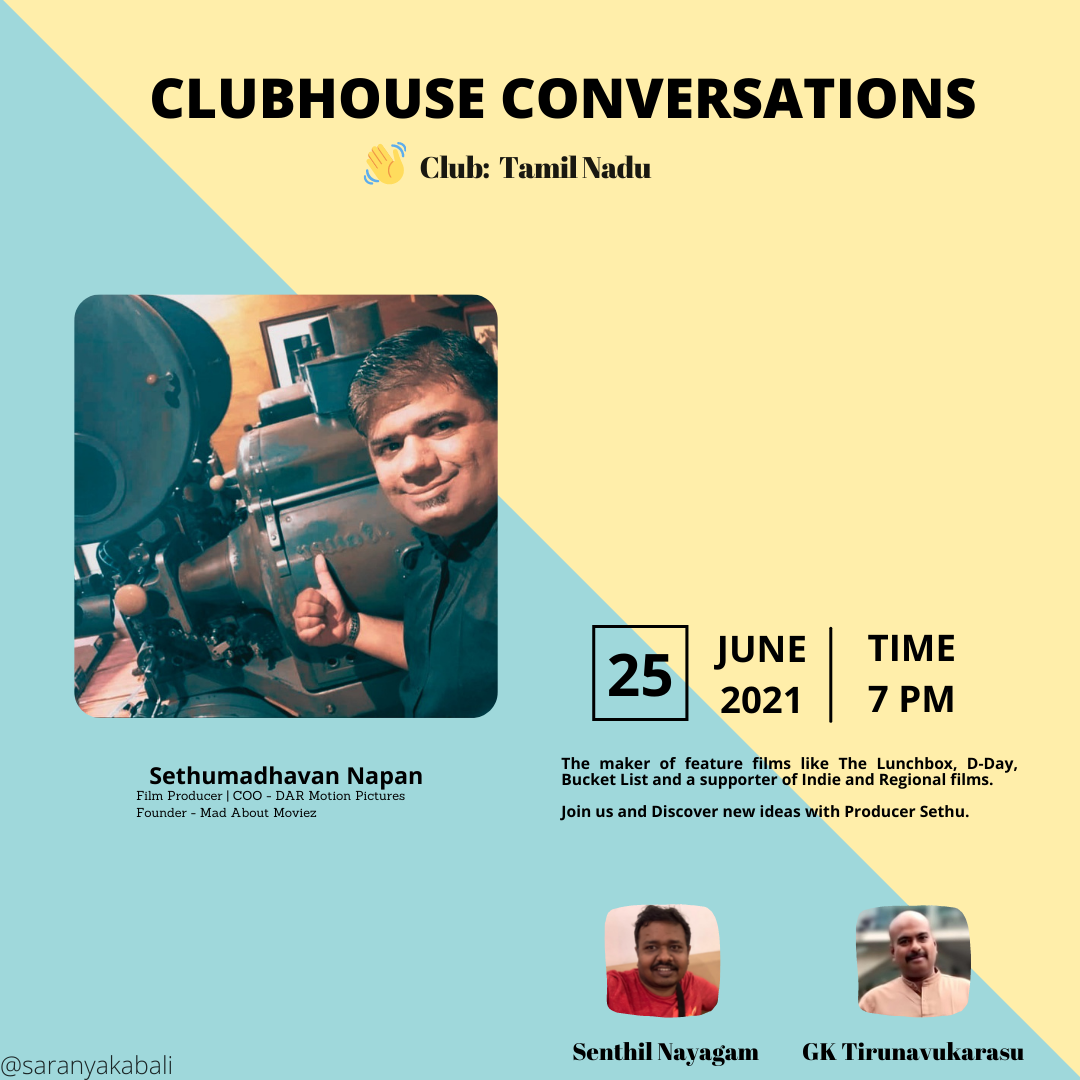 CLUBHOUSE CONVERSATIONS
Club: Tamil Nadu
25
JUNE
2021
TIME
7 PM
Sethumadhavan Napan
Film Producer | COO - DAR Motion Pictures
Founder - Mad About Moviez
The maker of feature films like The Lunchbox, D-Day,
Bucket List and a supporter of Indie and Regional films.
Join us and Discover new ideas with Producer Sethu.
Senthil Nayagam
GK Tirunavukarasu
@saranyakabali